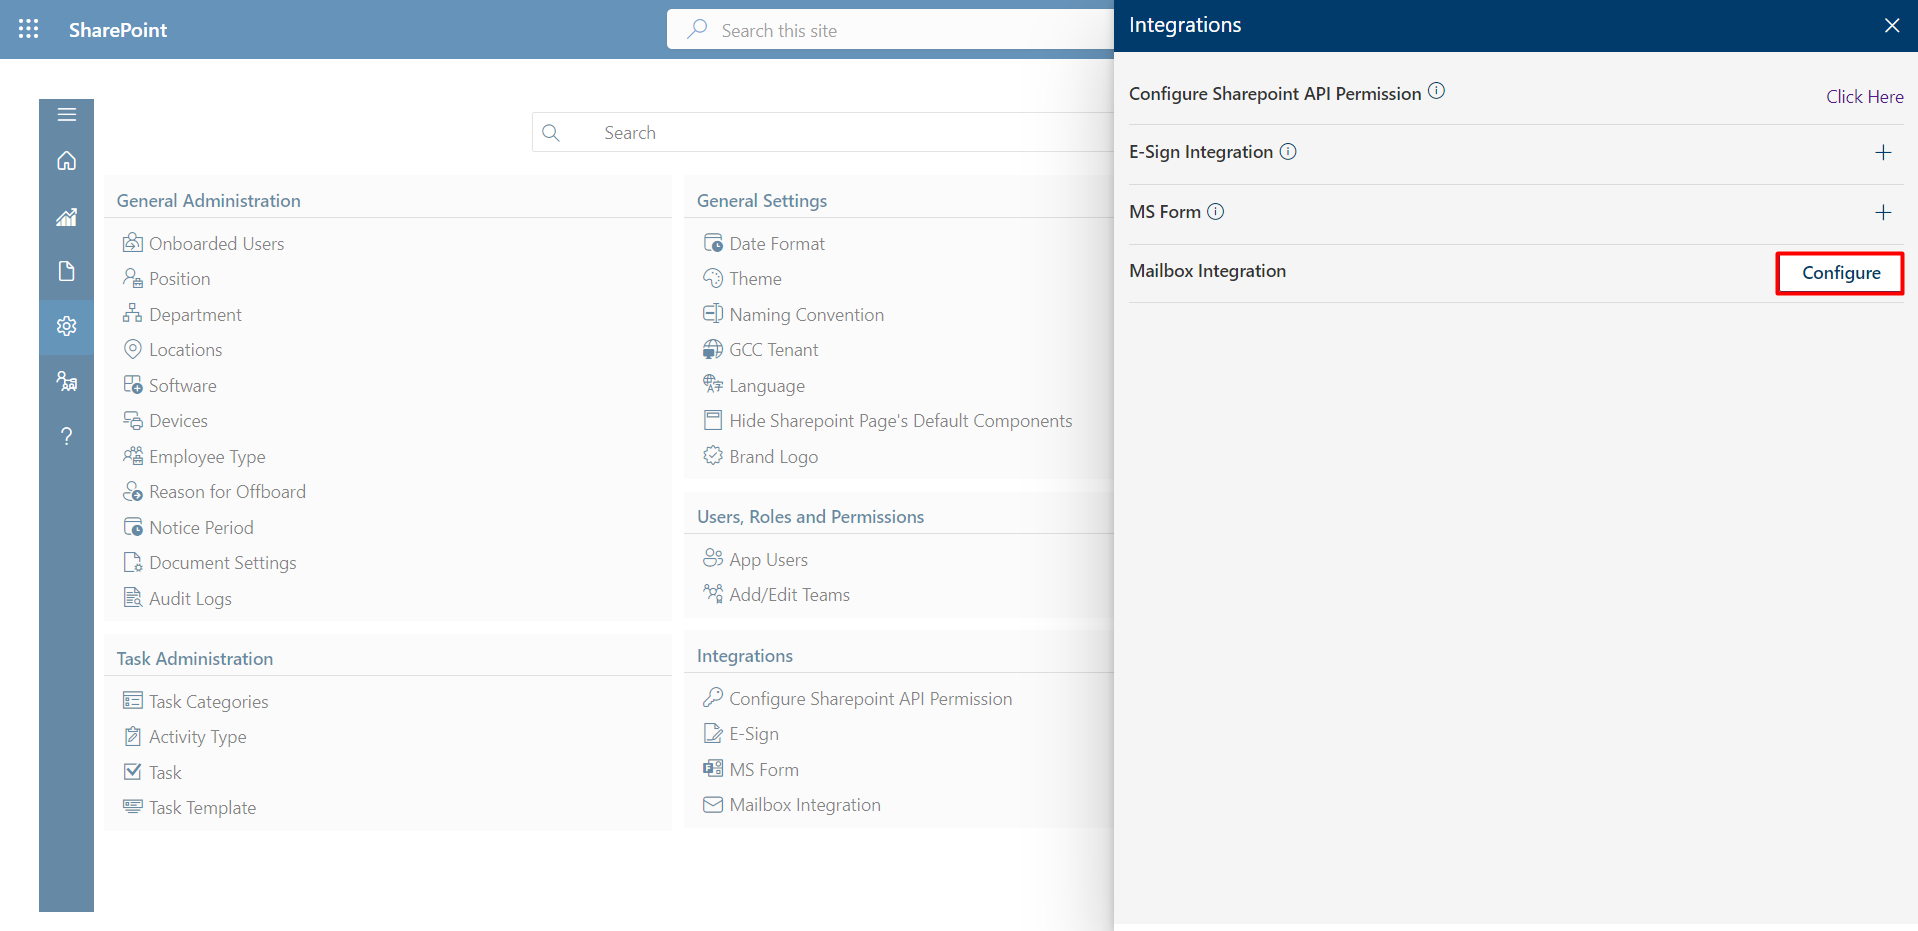 SharePoint
Search this site
Search
General Administration
Onboarded Users
Position
Department
Locations
Software
Devices
Employee Type
Reason for Offboard
Notice Period
Document Settings
Audit Logs
Task Administration
Task Categories
Activity Type
Task
Task Template
General Settings
Date Format
Theme
Naming Convention
GCC Tenant
Language
Hide Sharepoint Page's Default Components
Brand Logo
Users, Roles and Permissions
App Users
Add/Edit Teams
Integrations
Configure Sharepoint API Permission
E-Sign
MS Form
Mailbox Integration
Integrations
Configure Sharepoint API Permission
Click Here
E-Sign Integration
MS Form
Mailbox Integration
Configure